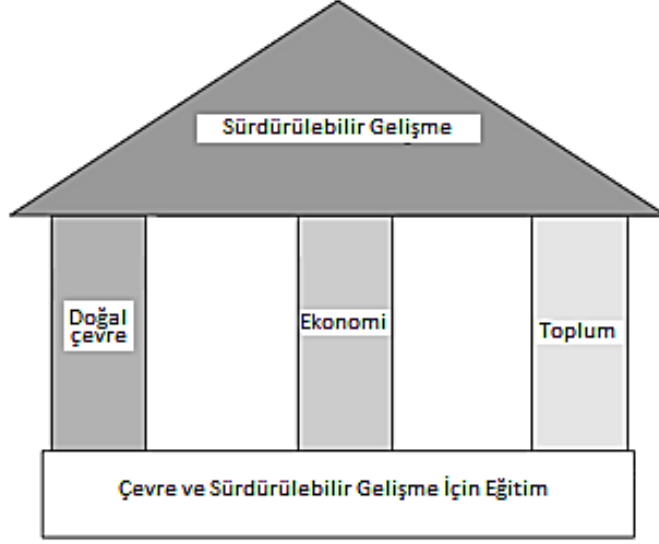 Sürdürülebilir Gelişme
Doğal
çevre
Ekonomi
Toplum
Çevre ve Sürdürülebilir Gelişme İçin Eğitim